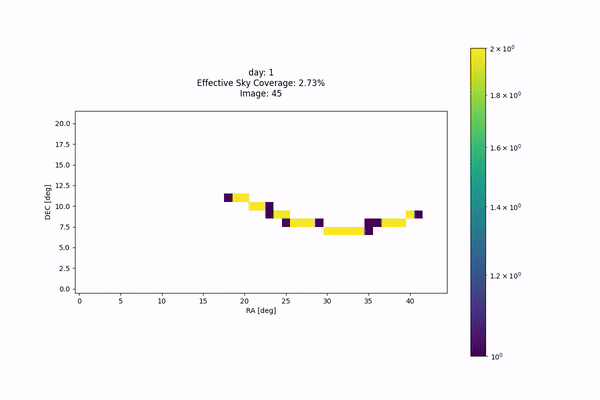 day: 1
Effective Sky Coverage: 2.73%
Image: 45
20.0
17.5
15.0
12.5
10.0
7.5
5.0
2.5
0.0
DEC [deg]
0 5 10 15 20 25 30 35 40
RA [deg]
2 × 10⁰
1.8 × 10⁰
1.6 × 10⁰
1.4 × 10⁰
1.2 × 10⁰
10⁰